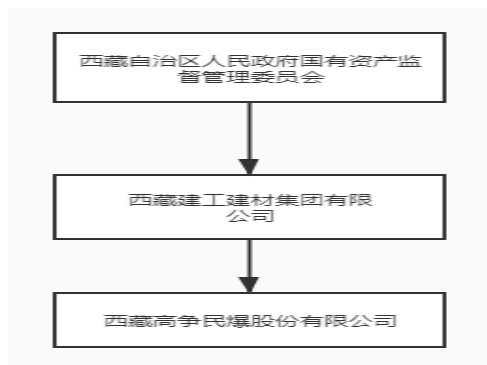 西藏自治区人民政府国有资产监
督管理委员会
西藏建工建材集团有限
公司
西藏高争民爆股份有限公司